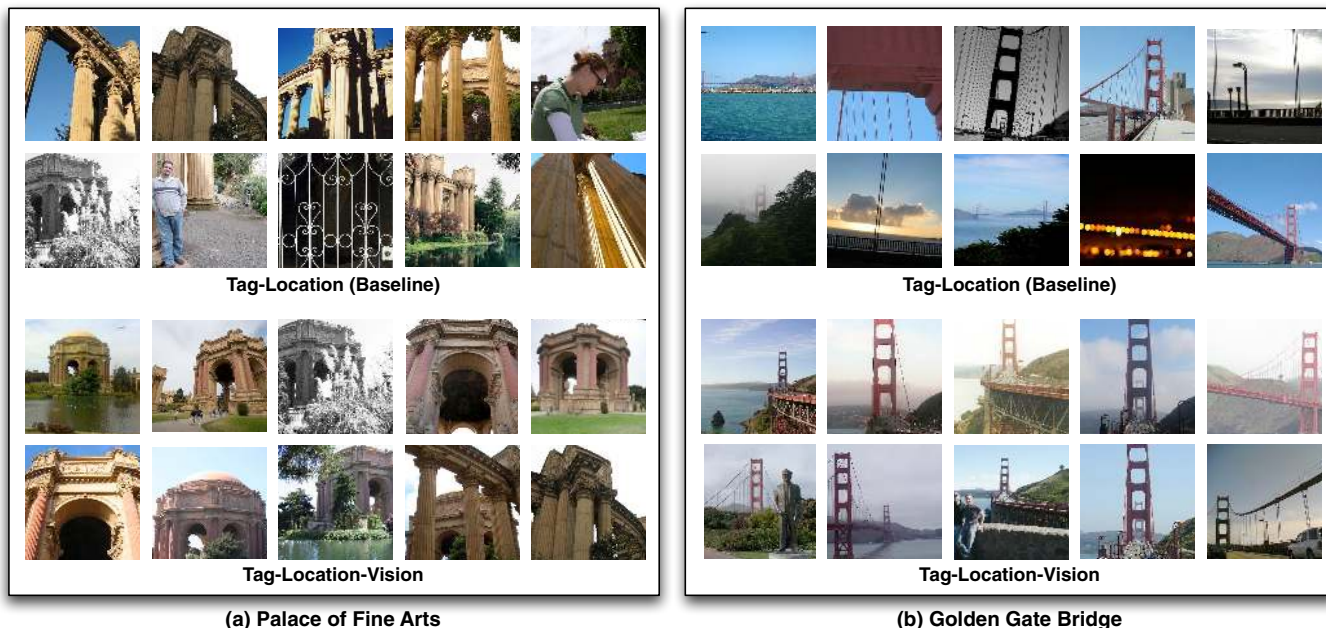 Tag-Location (Baseline)
Tag-Location-Vision
(a) Palace of Fine Arts
Tag-Location (Baseline)
Tag-Location-Vision
(b) Golden Gate Bridge